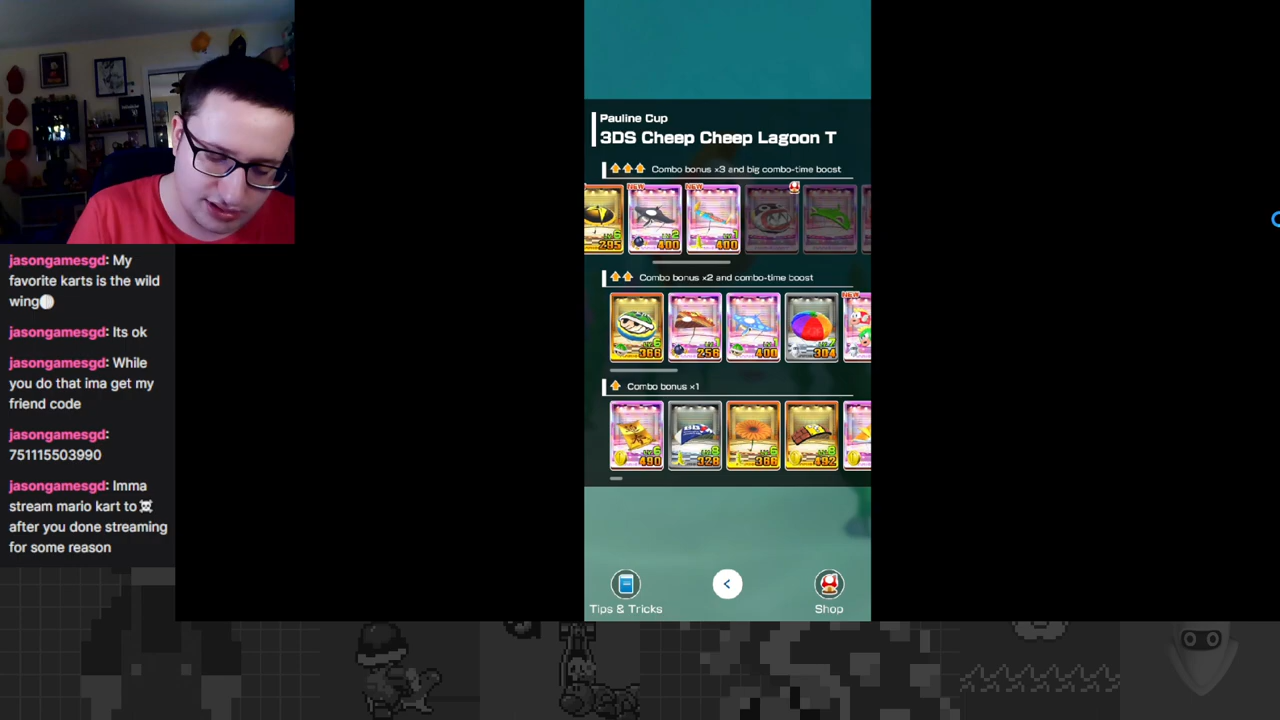 jasongamesgd: My
favorite karts is the wild
wing
jasongamesgd: Its ok
jasongamesgd: While
you do that ima get my
friend code
jasongamesgd:
751115503990
jasongamesgd: Imma
stream mario kart to
after you done streaming
for some reason
Pauline Cup
3DS Cheep Cheep Lagoon T
Combo bonus ×3 and big combo-time boost
NEW NEW
295 400 400
Combo bonus ×2 and combo-time boost
NEW
366 256 400 304
Combo bonus ×1
490 328 366 492
<
Tips & Tricks
Shop